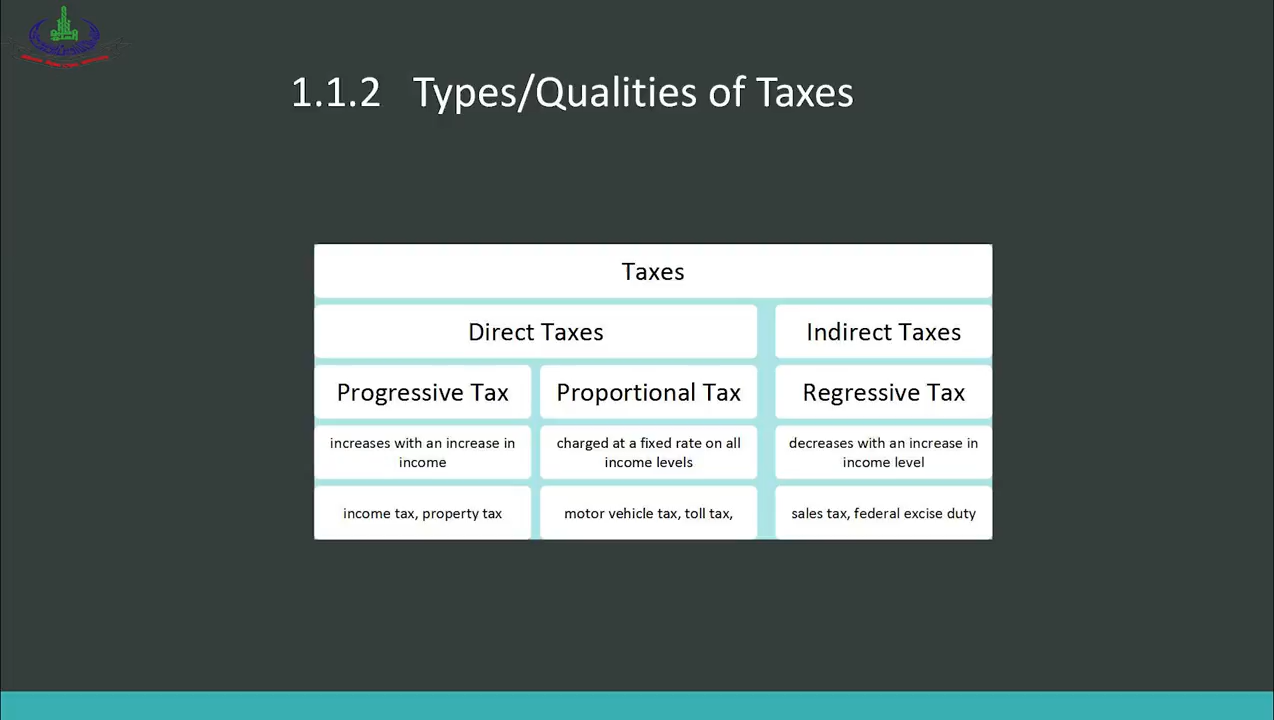 1.1.2 Types/Qualities of Taxes
Taxes
Direct Taxes
Indirect Taxes
Progressive Tax
Proportional Tax
Regressive Tax
increases with an increase in
income
charged at a fixed rate on all
income levels
decreases with an increase in
income level
income tax, property tax
motor vehicle tax, toll tax,
sales tax, federal excise duty